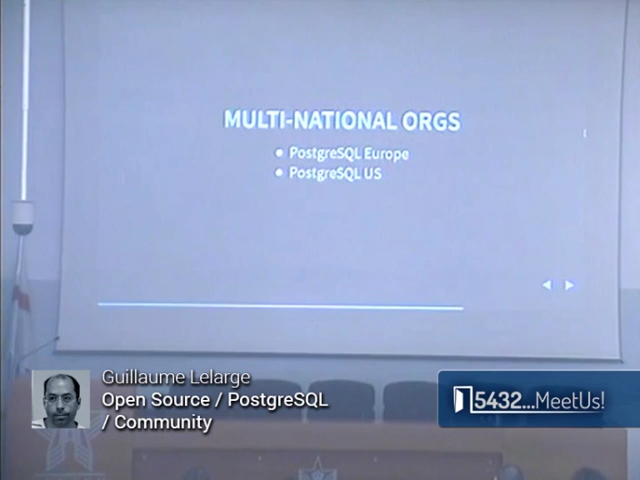 MULTI-NATIONAL ORGS
PostgreSQL Europe
PostgreSQL US
Guillaume Lelarge
Open Source / PostgreSQL
/ Community
5432...MeetUs!